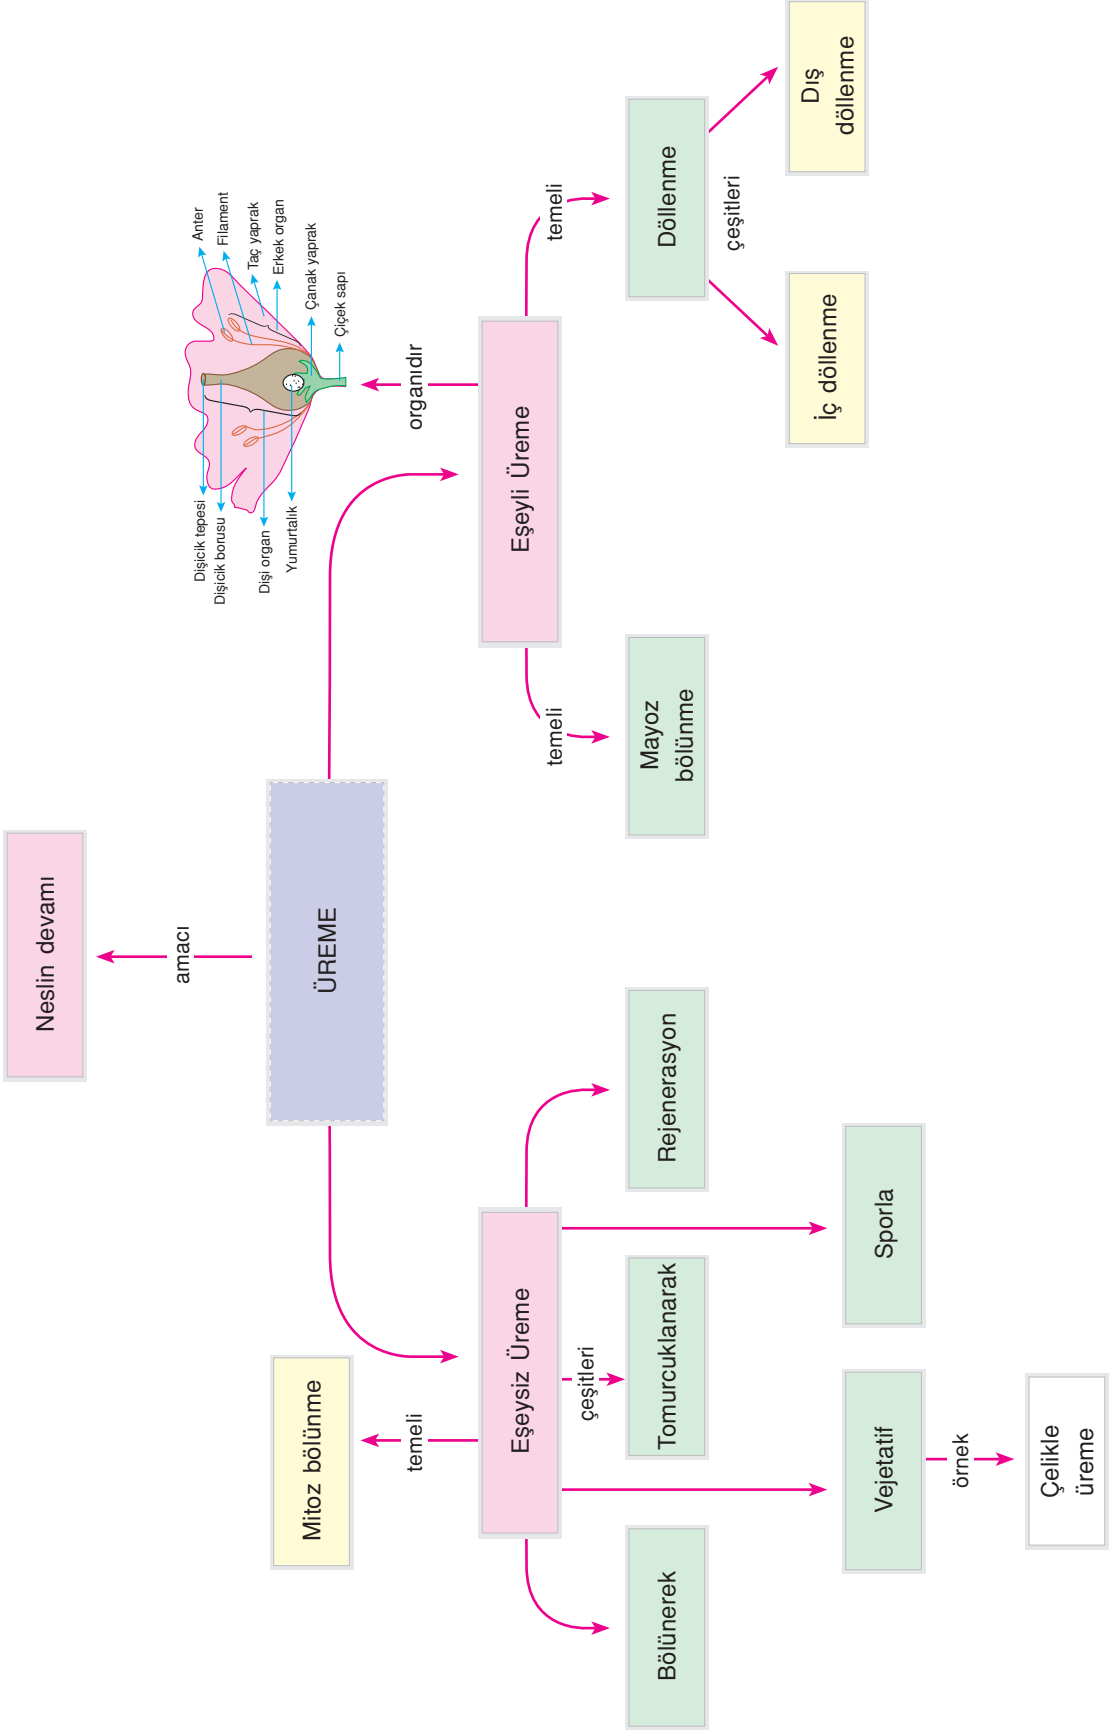 Neslin devamı
amacı
ÜREME
Mitoz bölünme
temeli
Eşeysiz Üreme
çeşitleri
Bölünerek
Tomurcuklanarak
Rejenerasyon
Vejetatif
Sporla
örnek
Çelikle
üreme
Dişicik tepesi
Dişicik borusu
Dişi organ
Yumurtalık
Anter
Filament
Taç yaprak
Erkek organ
Çanak yaprak
Çiçek sapı
organıdır
Eşeyli Üreme
temeli
temeli
Mayoz
bölünme
Döllenme
çeşitleri
İç döllenme
Dış
döllenme